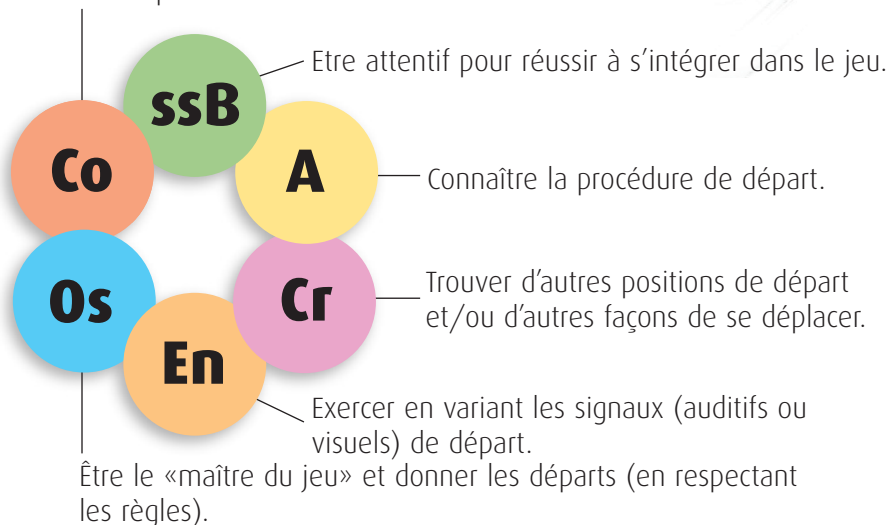 ssB
Etre attentif pour réussir à s’intégrer dans le jeu.
Co
A
Connaître la procédure de départ.
Os
Cr
Trouver d’autres positions de départ
et/ou d’autres façons de se déplacer.
En
Exercer en variant les signaux (auditifs ou
visuels) de départ.
Être le «maître du jeu» et donner les départs (en respectant
les règles).